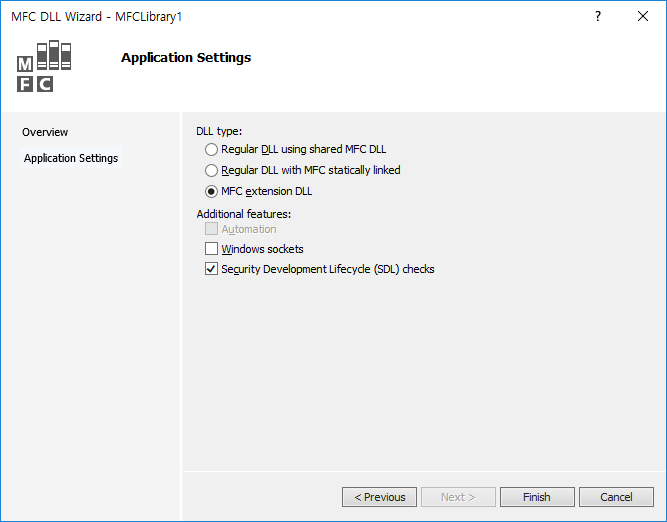 MFC DLL Wizard - MFCLibrary1
?
M
F C
Application Settings
Overview
Application Settings
DLL type:
Regular DLL using shared MFC DLL
Regular DLL with MFC statically linked
MFC extension DLL
Additional features:
Automation
Windows sockets
Security Development Lifecycle (SDL) checks
< Previous
Next >
Finish
Cancel